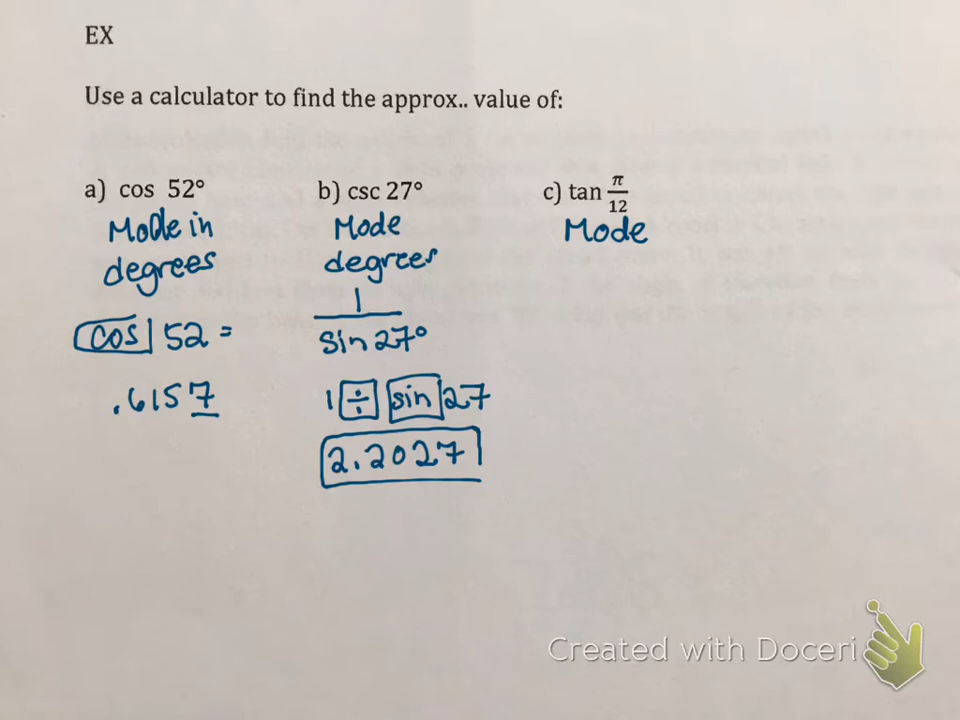 EX
Use a calculator to find the approx.. value of:
a) cos 52°
Mode in
degrees
cos 52 =
.6157
b) csc 27°
Mode
degrees
1
sin 27°
1 ÷ sin 27
2.2027
c) tan π/12
Mode
Created with Doceri